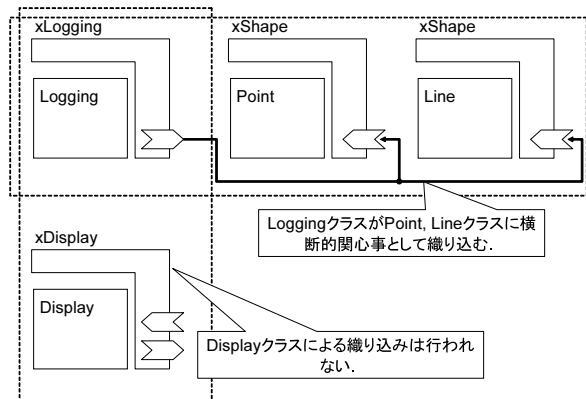 xLogging
xShape
xShape
Logging
Point
Line
LoggingクラスがPoint, Lineクラスに横
断的関心事として織り込む.
xDisplay
Display
Displayクラスによる織り込みは行われ
ない.